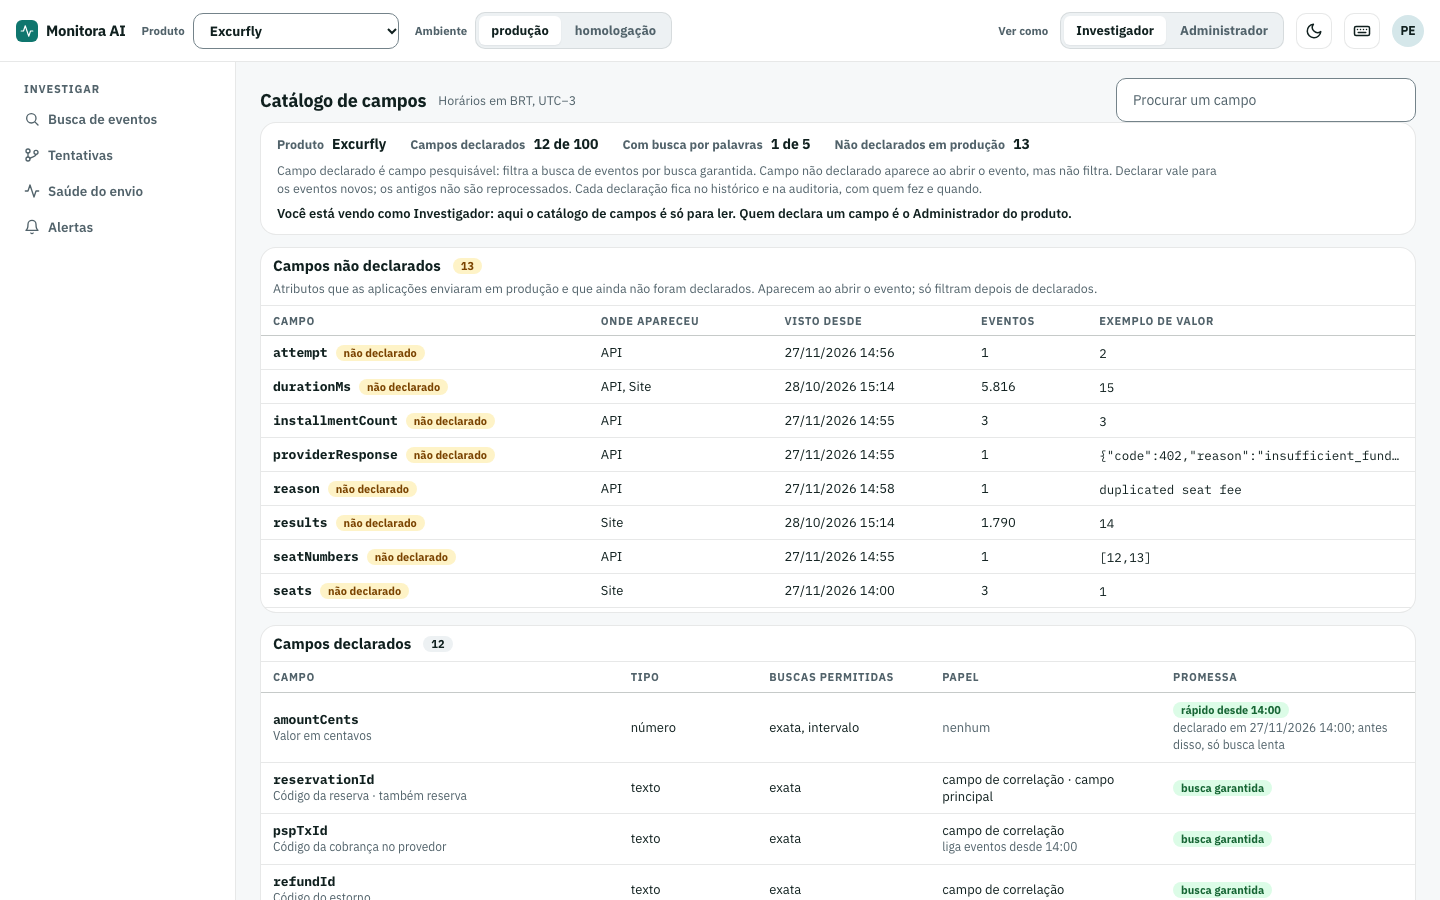 Monitora AI Produto Excurfly Ambiente produção homologação Ver como Investigador Administrador PE
INVESTIGAR
Busca de eventos
Tentativas
Saúde do envio
Alertas
Catálogo de campos Horários em BRT, UTC−3 Procurar um campo
Produto Excurfly Campos declarados 12 de 100 Com busca por palavras 1 de 5 Não declarados em produção 13
Campo declarado é campo pesquisável: filtra a busca de eventos por busca garantida. Campo não declarado aparece ao abrir o evento, mas não filtra. Declarar vale para
os eventos novos; os antigos não são reprocessados. Cada declaração fica no histórico e na auditoria, com quem fez e quando.
Você está vendo como Investigador: aqui o catálogo de campos é só para ler. Quem declara um campo é o Administrador do produto.
Campos não declarados 13
Atributos que as aplicações enviaram em produção e que ainda não foram declarados. Aparecem ao abrir o evento; só filtram depois de declarados.
CAMPO ONDE APARECEU VISTO DESDE EVENTOS EXEMPLO DE VALOR
attempt não declarado API 27/11/2026 14:56 1 2
durationMs não declarado API, Site 28/10/2026 15:14 5.816 15
installmentCount não declarado API 27/11/2026 14:55 3 3
providerResponse não declarado API 27/11/2026 14:55 1 {"code":402,"reason":"insufficient_fund…
reason não declarado API 27/11/2026 14:58 1 duplicated seat fee
results não declarado Site 28/10/2026 15:14 1.790 14
seatNumbers não declarado API 27/11/2026 14:55 1 [12,13]
seats não declarado Site 27/11/2026 14:00 3 1
Campos declarados 12
CAMPO TIPO BUSCAS PERMITIDAS PAPEL PROMESSA
amountCents
Valor em centavos
número exata, intervalo nenhum
rápido desde 14:00
declarado em 27/11/2026 14:00; antes
disso, só busca lenta
reservationId
Código da reserva · também reserva
texto exata
campo de correlação · campo
principal
busca garantida
pspTxId
Código da cobrança no provedor
texto exata
campo de correlação
liga eventos desde 14:00
busca garantida
refundId
Código do estorno
texto exata campo de correlação busca garantida